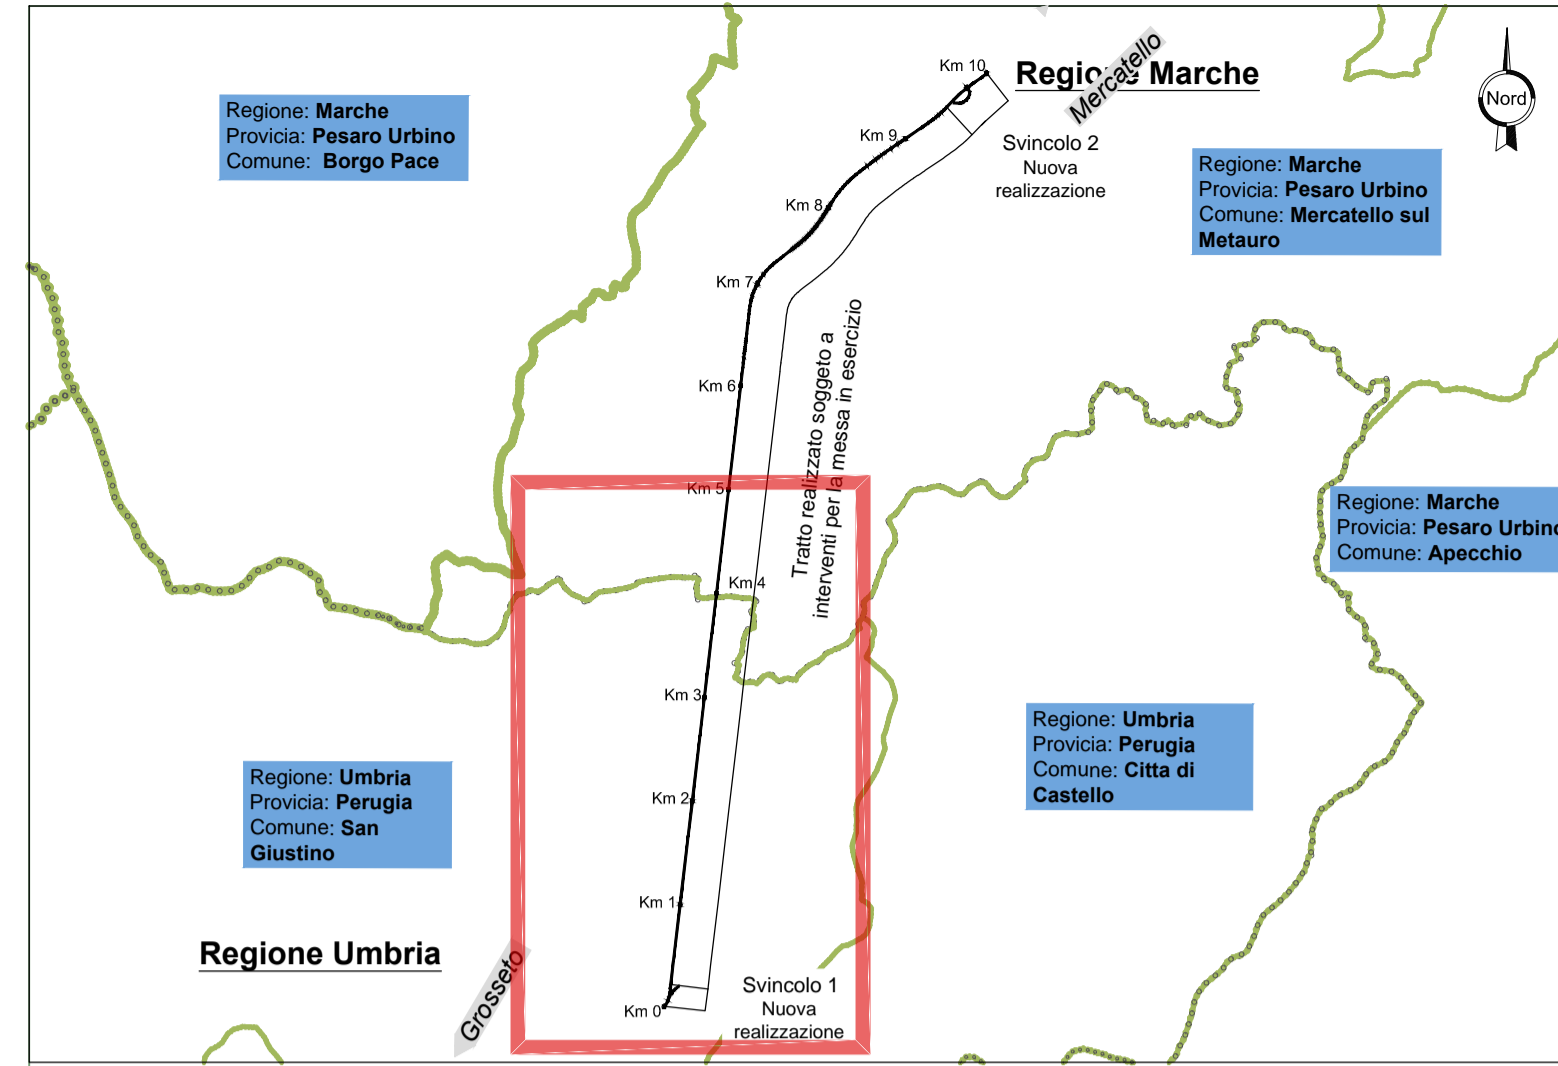 Regione: Marche
Provicia: Pesaro Urbino
Comune: Borgo Pace
Km 10
Regione Marche
Mercatello
Nord
Km 9
Svincolo 2
Nuova
realizzazione
Regione: Marche
Provicia: Pesaro Urbino
Comune: Mercatello sul
Metauro
Km 8
Km 7
Km 6
Tratto realizzato soggeto a
interventi per la messa in esercizio
Km 5
Regione: Marche
Provicia: Pesaro Urbino
Comune: Apecchio
Km 4
Km 3
Regione: Umbria
Provicia: Perugia
Comune: Citta di
Castello
Regione: Umbria
Provicia: Perugia
Comune: San
Giustino
Km 2
Km 1
Regione Umbria
Grosseto
Km 0
Svincolo 1
Nuova
realizzazione